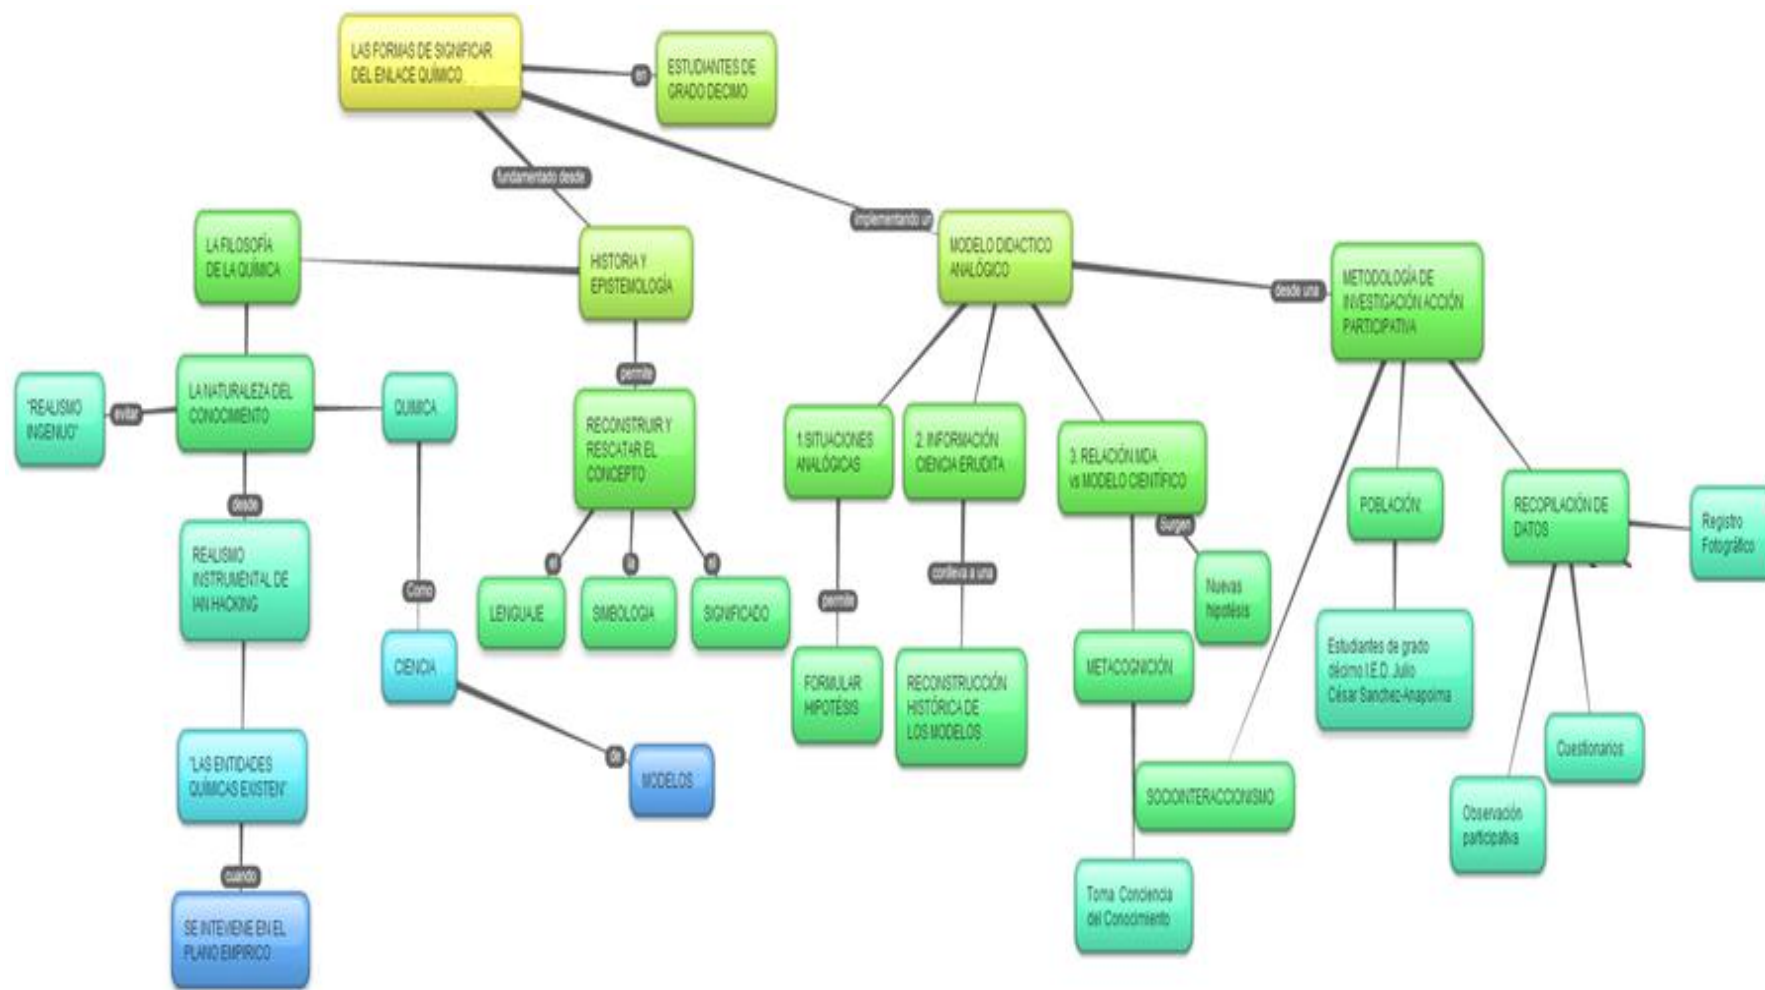 LAS FORMAS DE SIGNIFICAR
DEL ENLACE QUÍMICO
en
ESTUDIANTES DE
GRADO DECIMO
fundamentado desde
implementando un
LA FILOSOFÍA
DE LA QUÍMICA
HISTORIA Y
EPISTEMOLOGÍA
MODELO DIDACTICO
ANALÓGICO
desde una
METODOLOGÍA DE
INVESTIGACIÓN ACCIÓN
PARTICIPATIVA
"REALISMO
INGENUO"
evitar
LA NATURALEZA DEL
CONOCIMIENTO
QUIMICA
permite
RECONSTRUIR Y
RESCATAR EL
CONCEPTO
1.SITUACIONES
ANALÓGICAS
2. INFORMACIÓN
CIENCIA ERUDITA
3. RELACIÓN MDA
vs MODELO CIENTÍFICO
Surgen
Nuevas
hipotésis
POBLACIÓN:
RECOPILACIÓN DE
DATOS
Registro
Fotográfico
desde
REALISMO
INSTRUMENTAL DE
IAN HACKING
Como
CIENCIA
de
MODELOS
el
la
el
LENGUAJE
SIMBOLOGIA
SIGNIFICADO
permite
FORMULAR
HIPOTÉSIS
conlleva a una
RECONSTRUCCIÓN
HISTÓRICA DE
LOS MODELOS
METACOGNICIÓN
Toma Conciencia
del Conocimiento
SOCIOINTERACCIONISMO
Estudiantes de grado
décimo I.E.D. Julio
César Sanchez-Anapoima
Cuestionarios
Observación
participativa
"LAS ENTIDADES
QUÍMICAS EXISTEN"
cuando
SE INTEVIENE EN EL
PLANO EMPIRICO